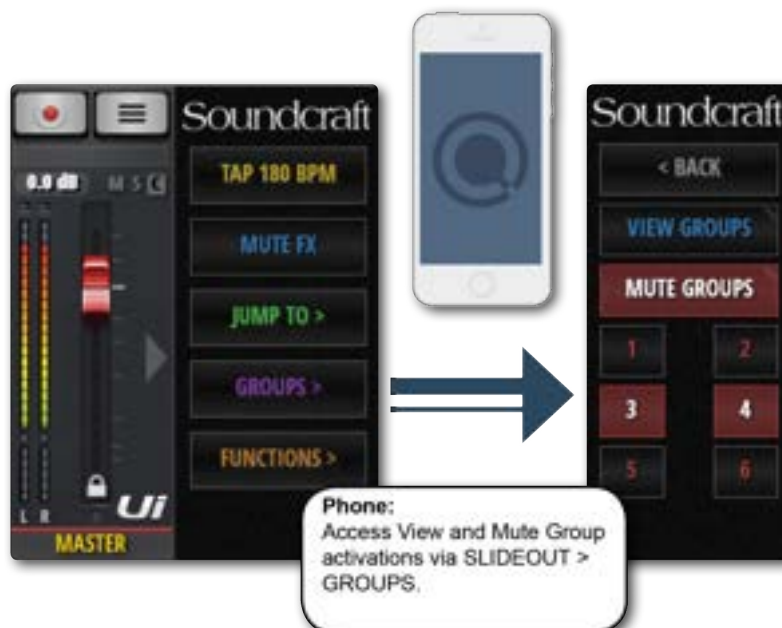 Soundcraft
0.0 dB M S
TAP 180 BPM
MUTE FX
JUMP TO >
GROUPS >
FUNCTIONS >
L R
Ui
MASTER
Soundcraft
< BACK
VIEW GROUPS
MUTE GROUPS
1 2
3 4
5 6
Phone:
Access View and Mute Group
activations via SLIDEOUT >
GROUPS.